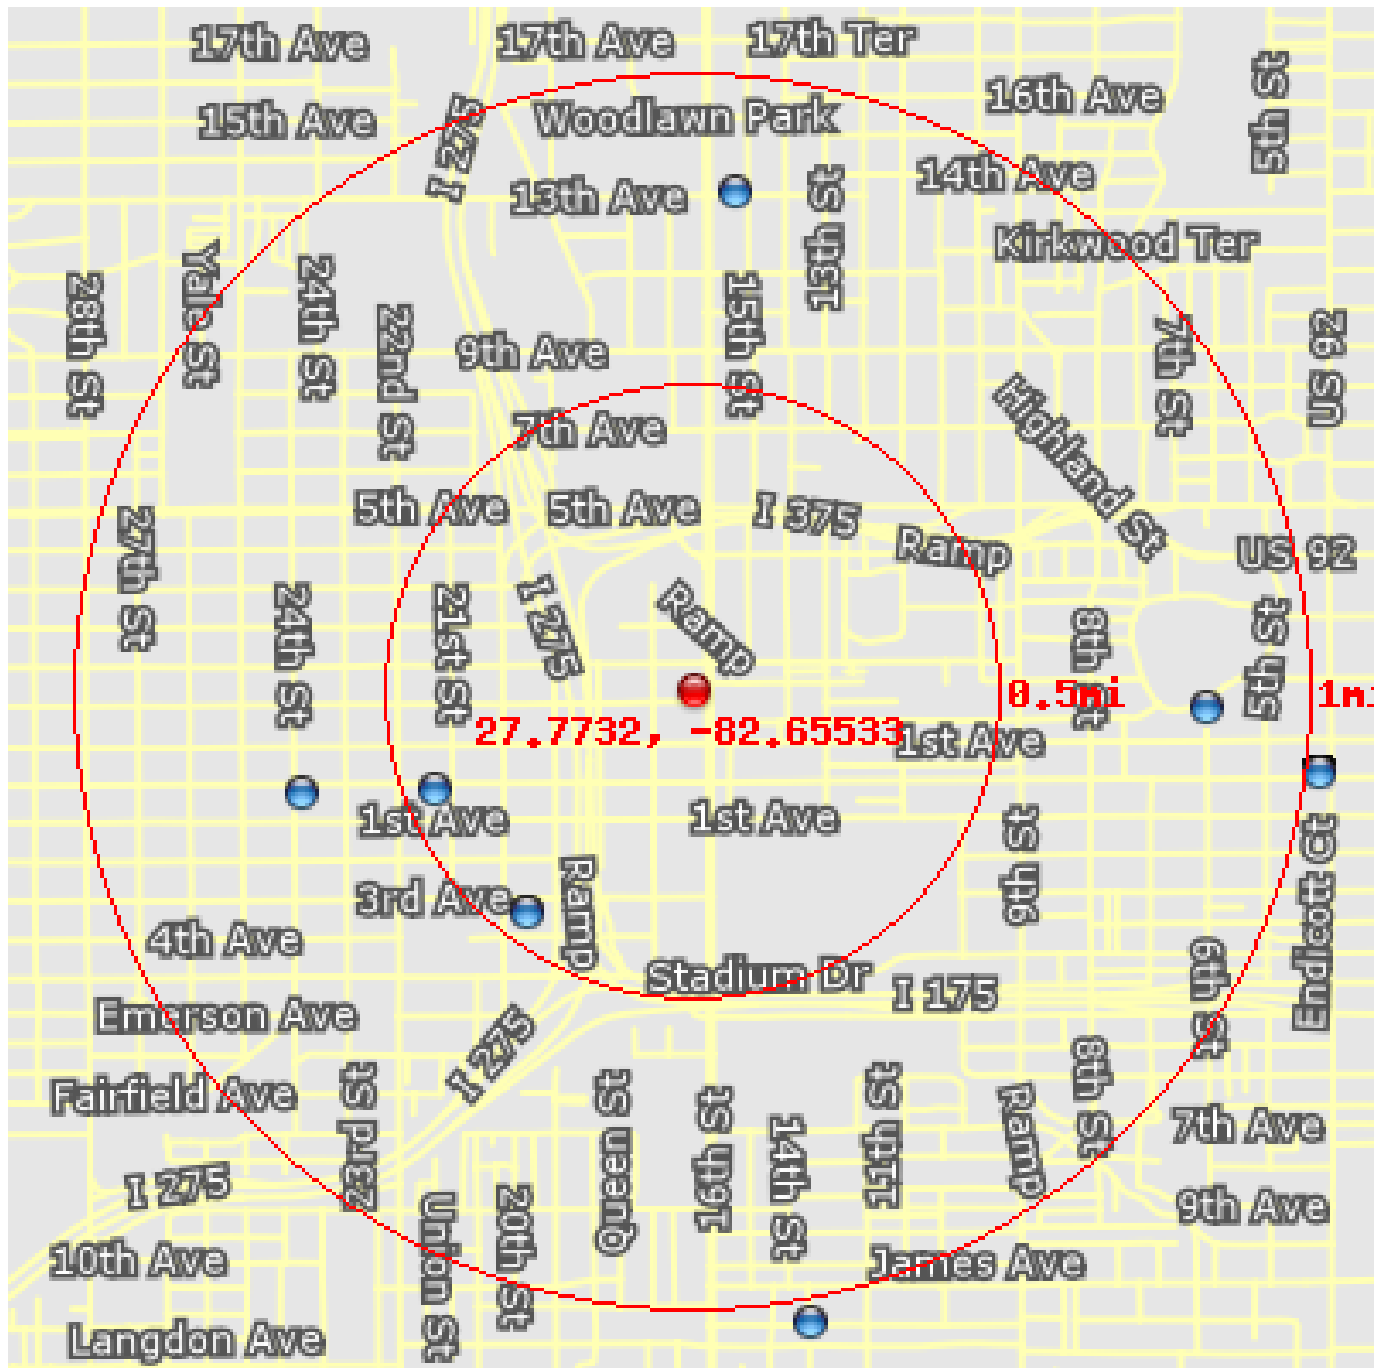 17th Ave
17th Ave
17th Ter
16th Ave
5th St
15th Ave
I 275
Woodlawn Park
13th Ave
13th St
14th Ave
Kirkwood Ter
28th St
Yale St
24th St
22nd St
9th Ave
15th St
7th St
US 92
Highland St
7th Ave
5th Ave
5th Ave
I 375
Ramp
US 92
27th St
24th St
21st St
I 275
Ramp
8th St
5th St
0.5mi
1mi
27.7732, -82.65533
1st Ave
1st Ave
1st Ave
9th St
Endicott Ct
3rd Ave
Ramp
4th Ave
Stadium Dr
I 175
6th St
Emerson Ave
I 275
Fairfield Ave
23rd St
Queen St
16th St
14th St
11th St
Ramp
8th St
7th Ave
I 275
Union St
20th St
9th Ave
10th Ave
James Ave
Langdon Ave